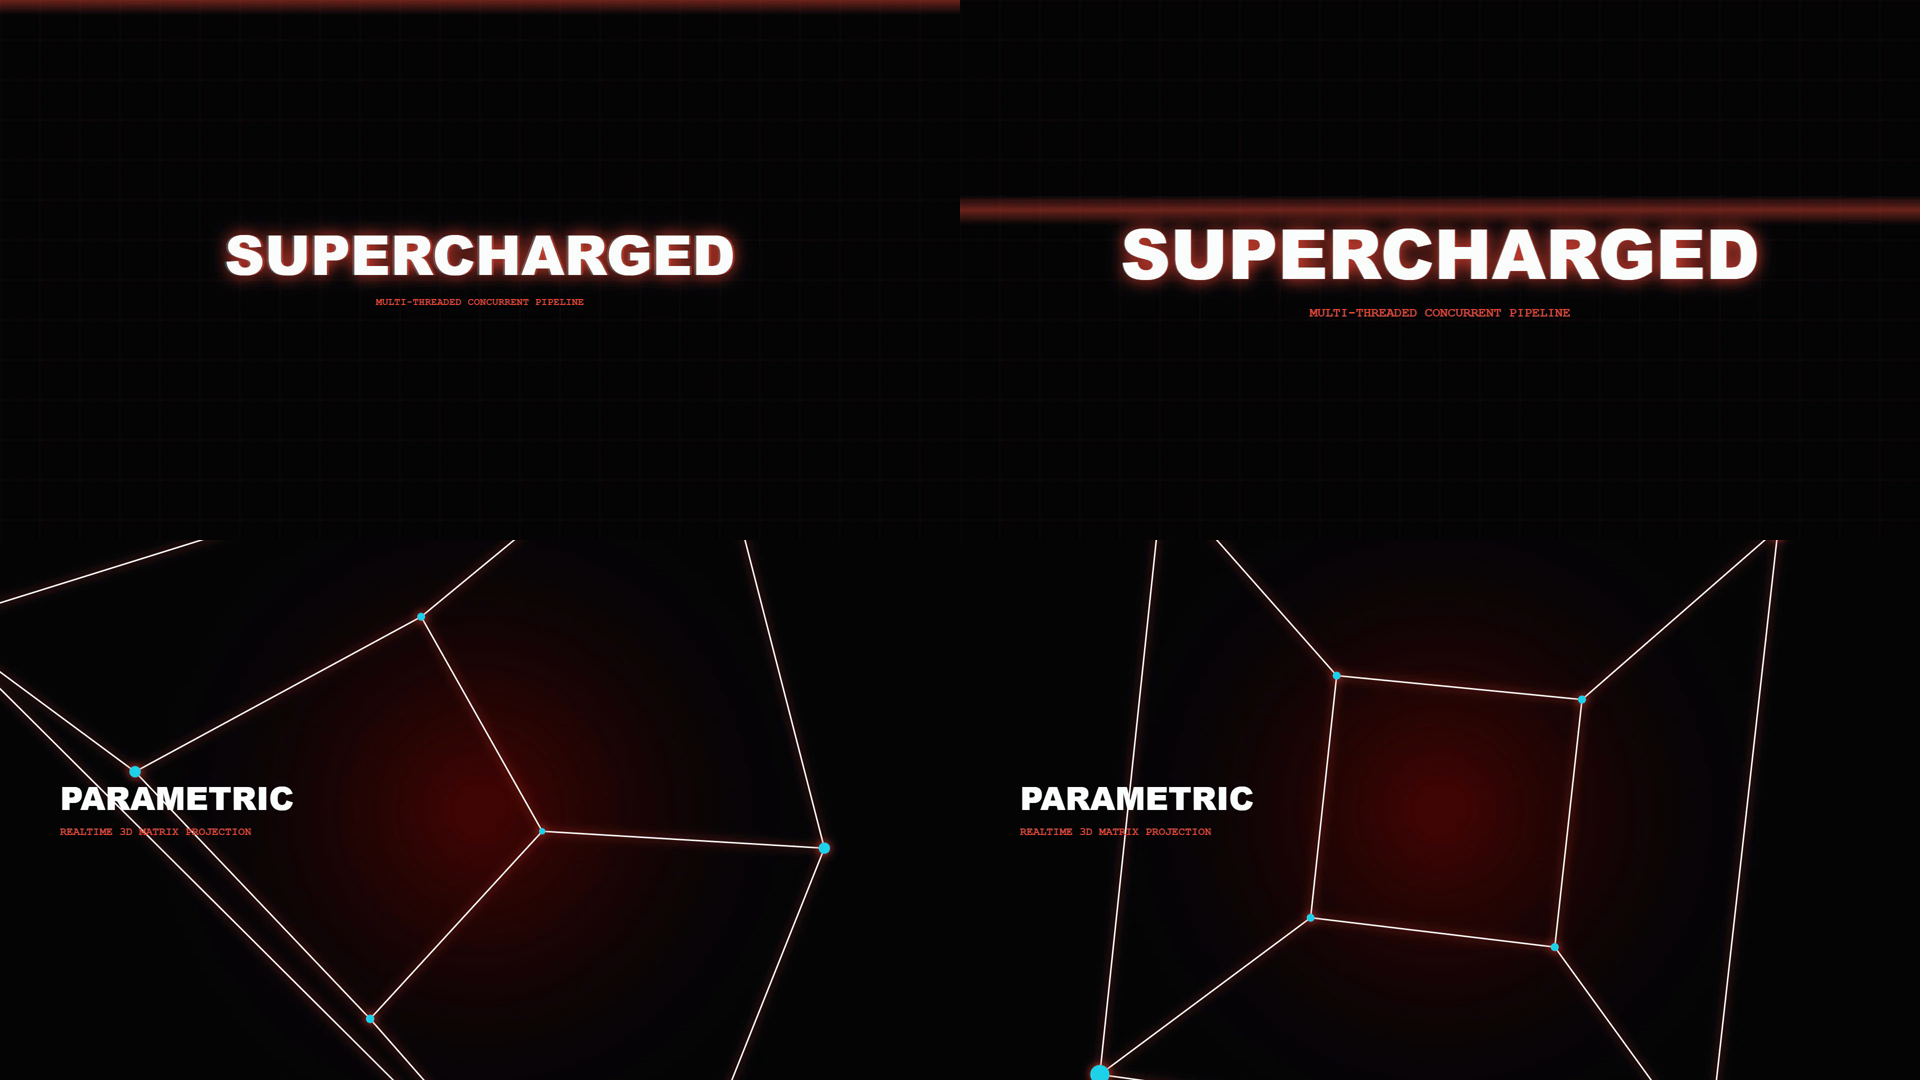 SUPERCHARGED
MULTI-THREADED CONCURRENT PIPELINE
SUPERCHARGED
MULTI-THREADED CONCURRENT PIPELINE
PARAMETRIC
REALTIME 3D MATRIX PROJECTION
PARAMETRIC
REALTIME 3D MATRIX PROJECTION